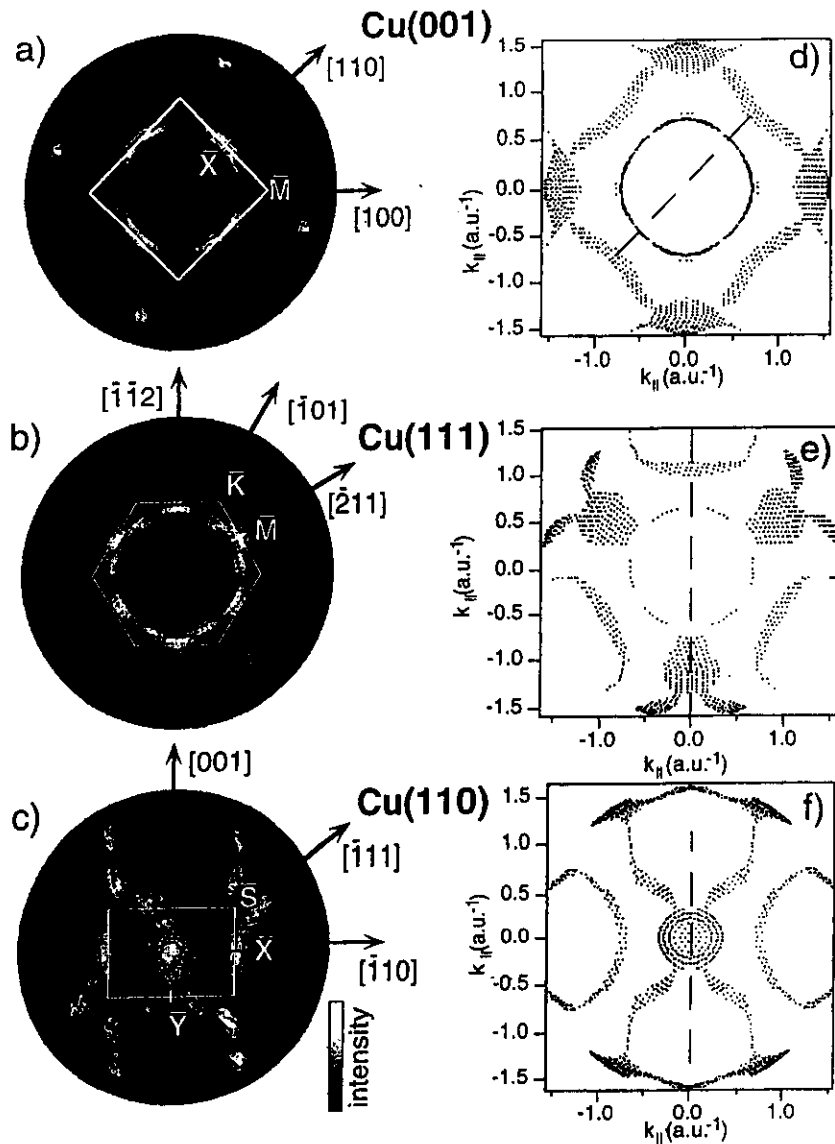 Cu(001)
a)
[110]
X̅
M̅
[100]
d)
1.5
1.0
0.5
0.0
-0.5
-1.0
-1.5
k||(a.u.⁻¹)
-1.0 0.0 1.0
k||(a.u.⁻¹)
[1̅1̅2]
[1̅01]
b)
Cu(111)
K̅
[2̅11]
M̅
e)
1.5
1.0
0.5
0.0
-0.5
-1.0
-1.5
k||(a.u.⁻¹)
-1.0 0.0 1.0
k||(a.u.⁻¹)
[001]
Cu(110)
c)
[1̅11]
S̅
X̅
[1̅10]
Y̅
intensity
f)
1.5
1.0
0.5
0.0
-0.5
-1.0
-1.5
k||(a.u.⁻¹)
-1.0 0.0 1.0
k||(a.u.⁻¹)